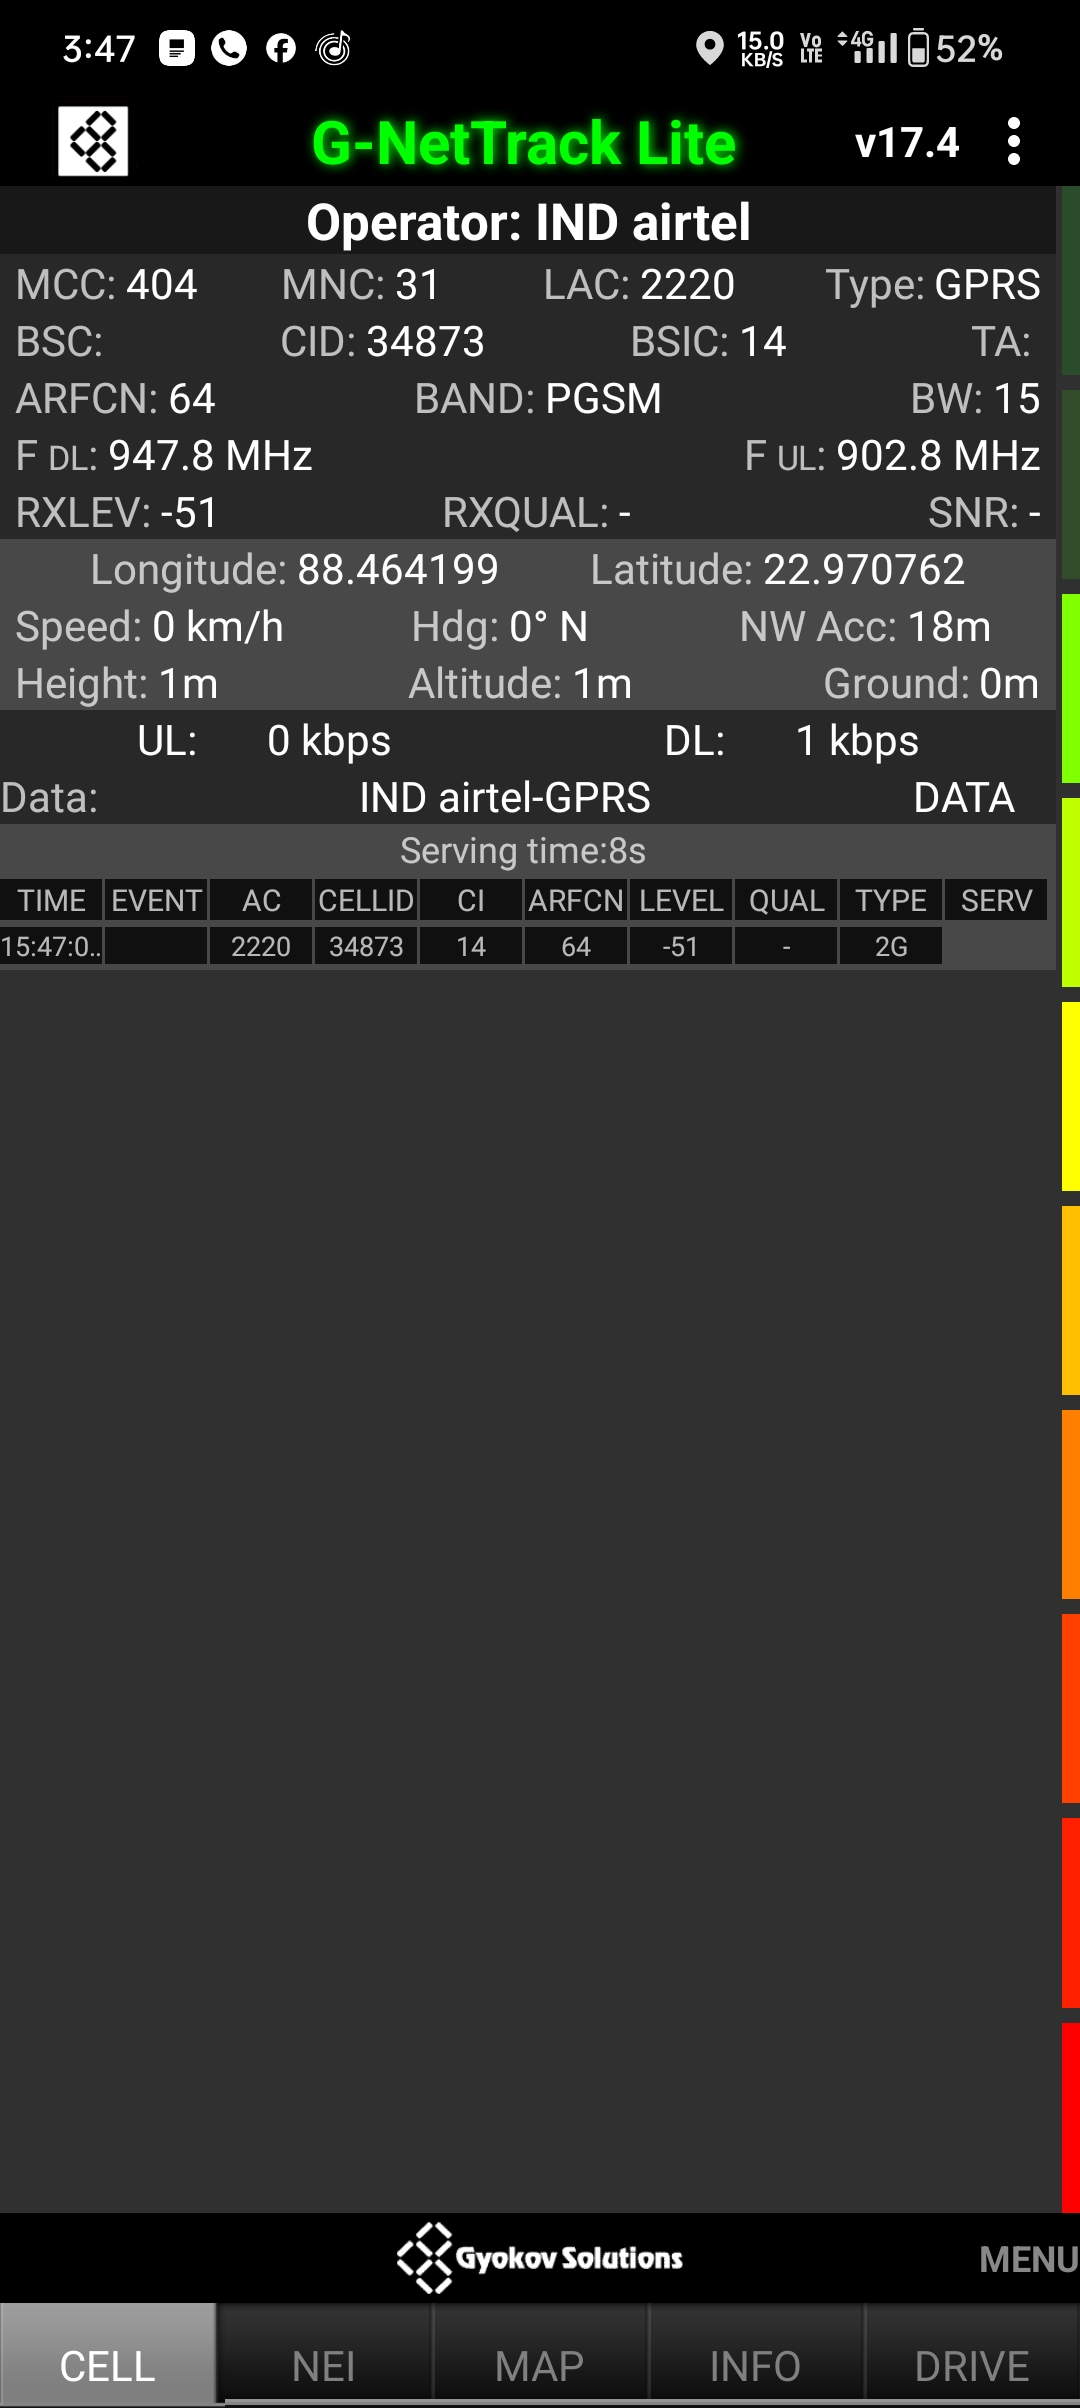 3:47 15.0 KB/S Vo LTE 4G 52%
G-NetTrack Lite v17.4
Operator: IND airtel
MCC: 404 MNC: 31 LAC: 2220 Type: GPRS
BSC: CID: 34873 BSIC: 14 TA:
ARFCN: 64 BAND: PGSM BW: 15
F DL: 947.8 MHz F UL: 902.8 MHz
RXLEV: -51 RXQUAL: - SNR: -
Longitude: 88.464199 Latitude: 22.970762
Speed: 0 km/h Hdg: 0° N NW Acc: 18m
Height: 1m Altitude: 1m Ground: 0m
UL: 0 kbps DL: 1 kbps
Data: IND airtel-GPRS DATA
Serving time:8s
TIME EVENT AC CELLID CI ARFCN LEVEL QUAL TYPE SERV
15:47:0.. 2220 34873 14 64 -51 - 2G
Gyokov Solutions MENU
CELL NEI MAP INFO DRIVE